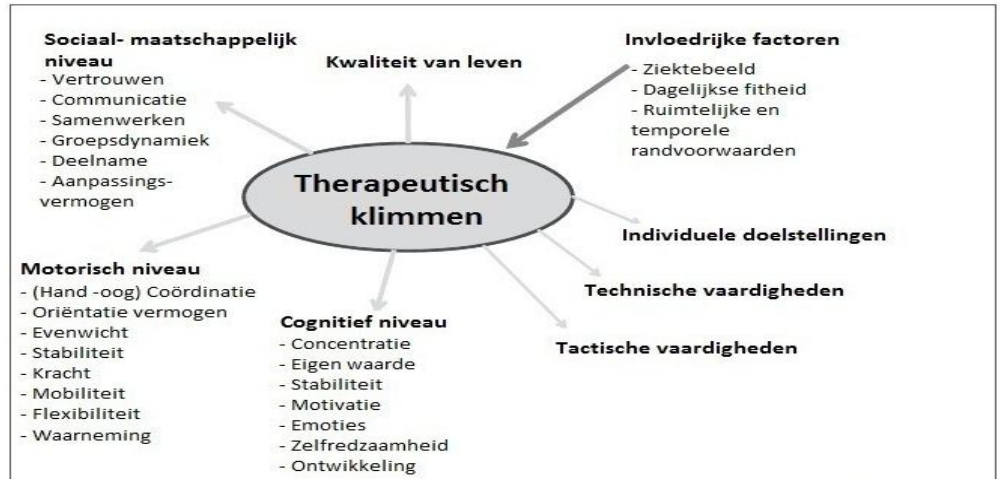 Sociaal- maatschappelijk
niveau
- Vertrouwen
- Communicatie
- Samenwerken
- Groepsdynamiek
- Deelname
- Aanpassings-
vermogen
Kwaliteit van leven
Invloedrijke factoren
- Ziektebeeld
- Dagelijkse fitheid
- Ruimtelijke en
temporele
randvoorwaarden
Therapeutisch
klimmen
Individuele doelstellingen
Technische vaardigheden
Tactische vaardigheden
Motorisch niveau
- (Hand -oog) Coördinatie
- Oriëntatie vermogen
- Evenwicht
- Stabiliteit
- Kracht
- Mobiliteit
- Flexibiliteit
- Waarneming
Cognitief niveau
- Concentratie
- Eigen waarde
- Stabiliteit
- Motivatie
- Emoties
- Zelfredzaamheid
- Ontwikkeling